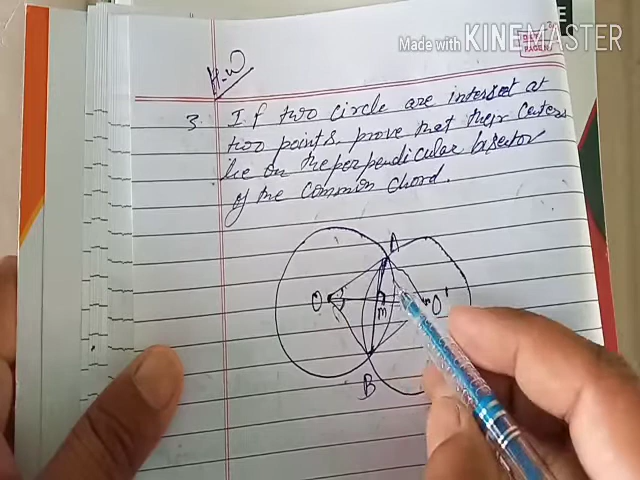 Made with KINEMASTER
H.W
3. If two circle are intersect at
two points, prove that their centers
lie on the perpendicular bisector
of the common chord.
A
O M O'
B